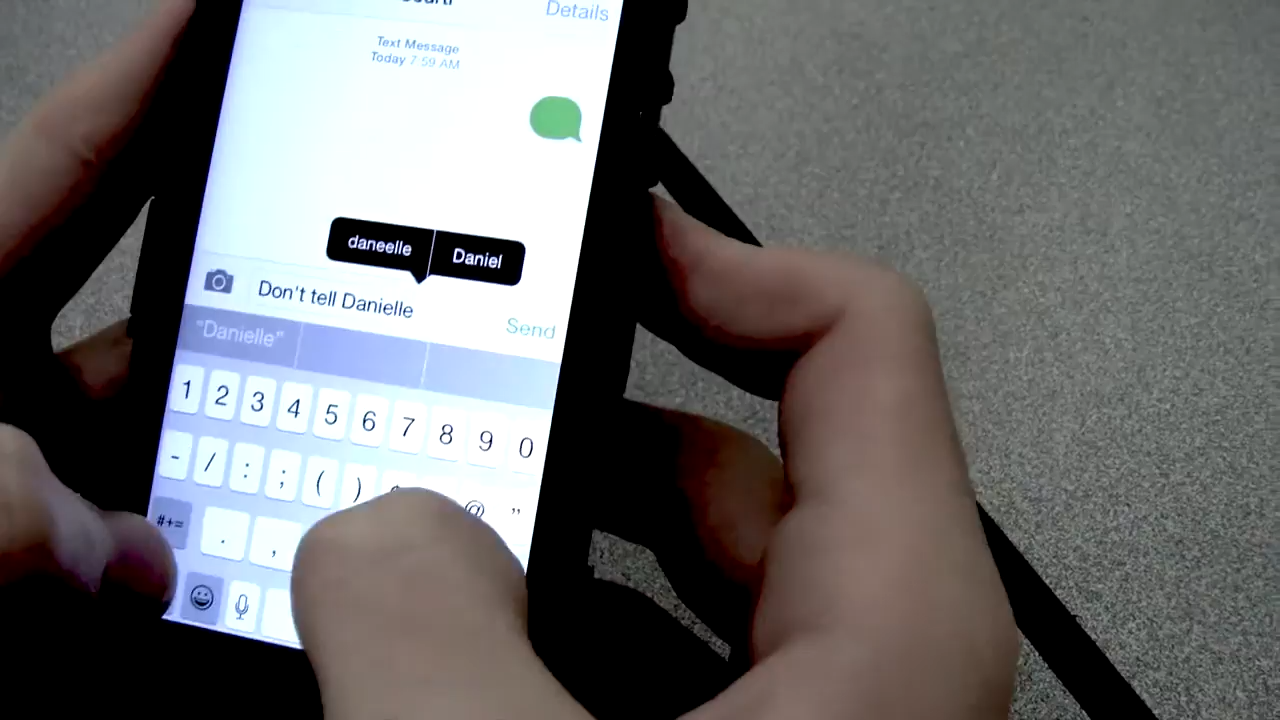 Details
Text Message
Today 7:59 AM
daneelle Daniel
Don't tell Danielle
Send
"Danielle"
1 2 3 4 5 6 7 8 9 0
- / : ; ( ) @ "
#+= . ,